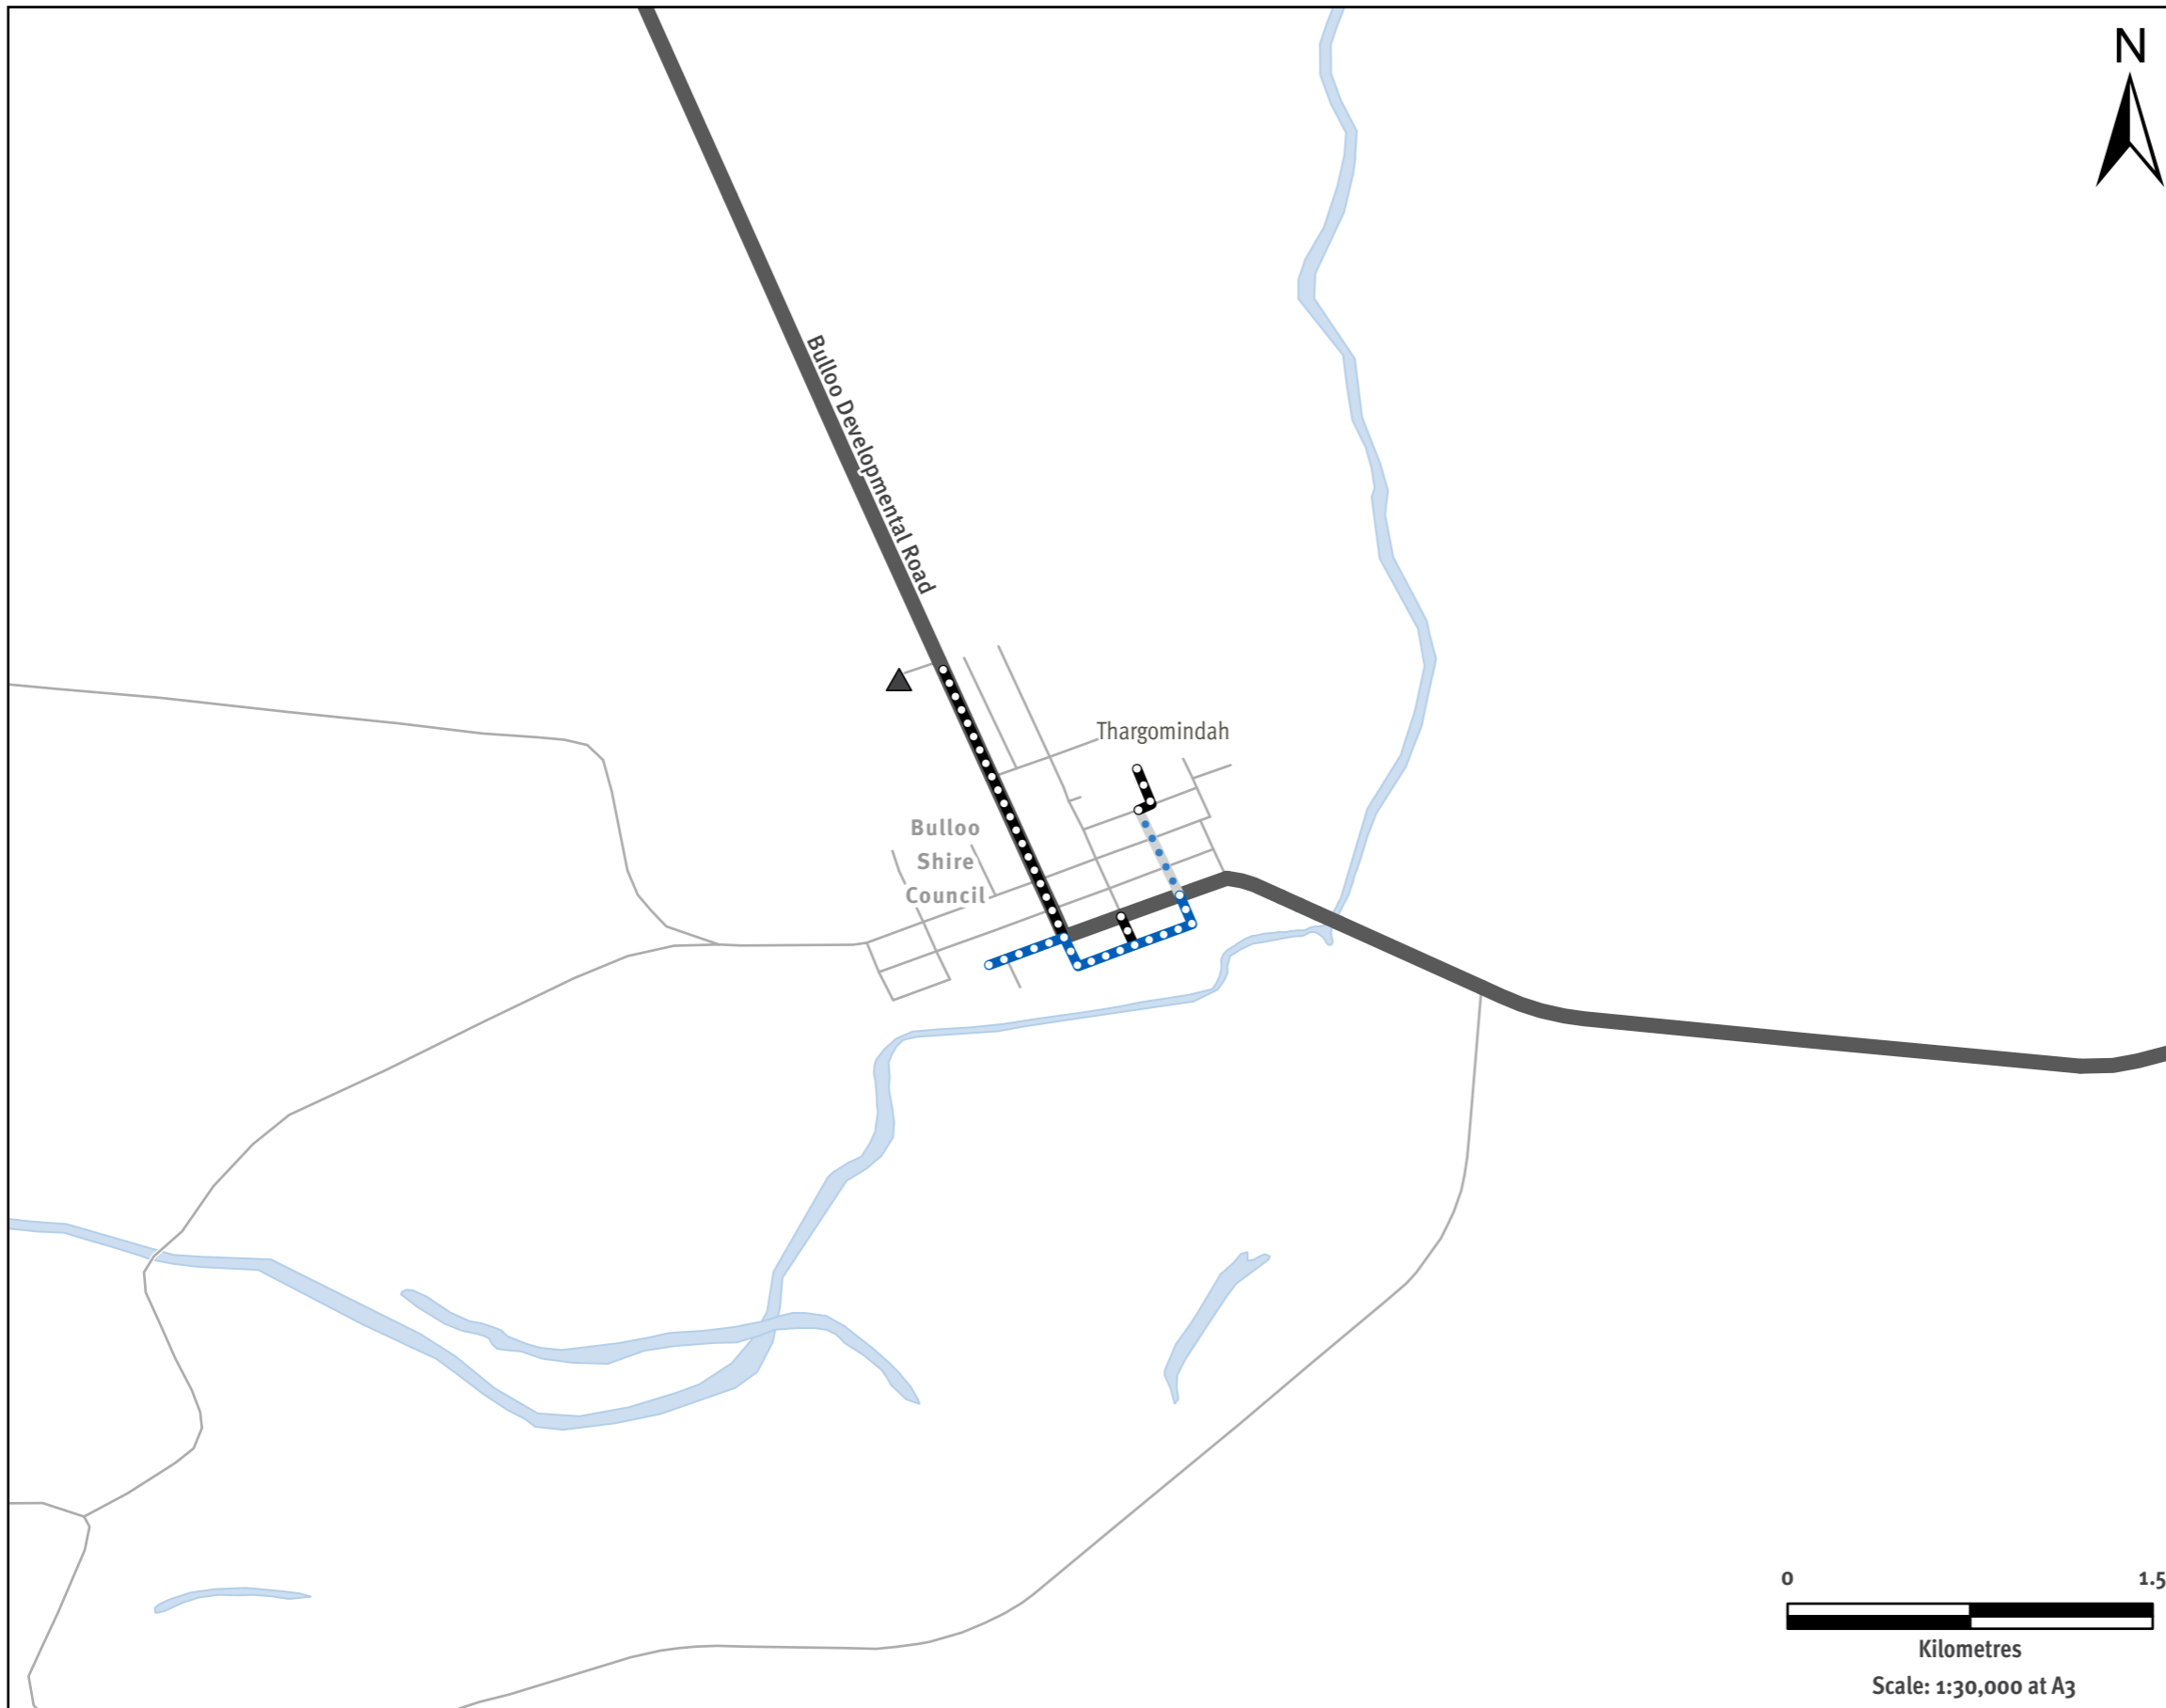 N
Bulloo Developmental Road
Thargomindah
Bulloo
Shire
Council
0 1.5
Kilometres
Scale: 1:30,000 at A3